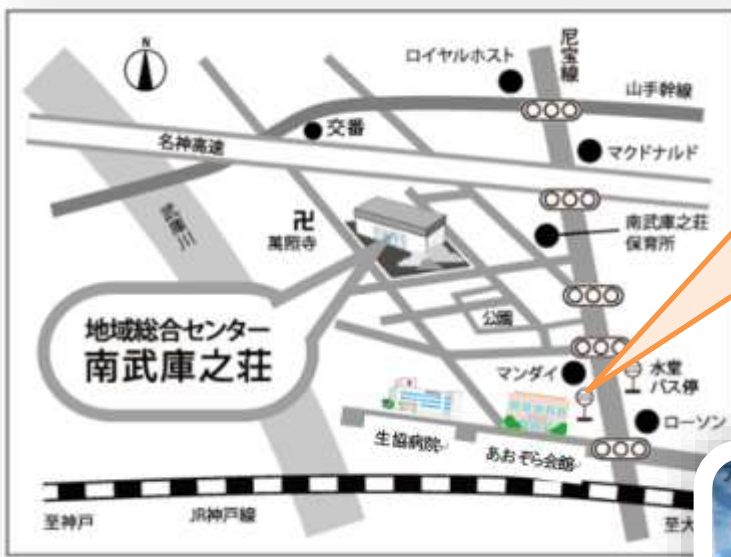 N
ロイヤルホスト
尼宝線
山手幹線
交番
名神高速
マクドナルド
武庫川
卍
萬照寺
南武庫之荘
保育所
地域総合センター
南武庫之荘
公園
マンダイ
水堂
バス停
ローソン
生協病院
あおぞら会館
至神戸
JR神戸線
至大